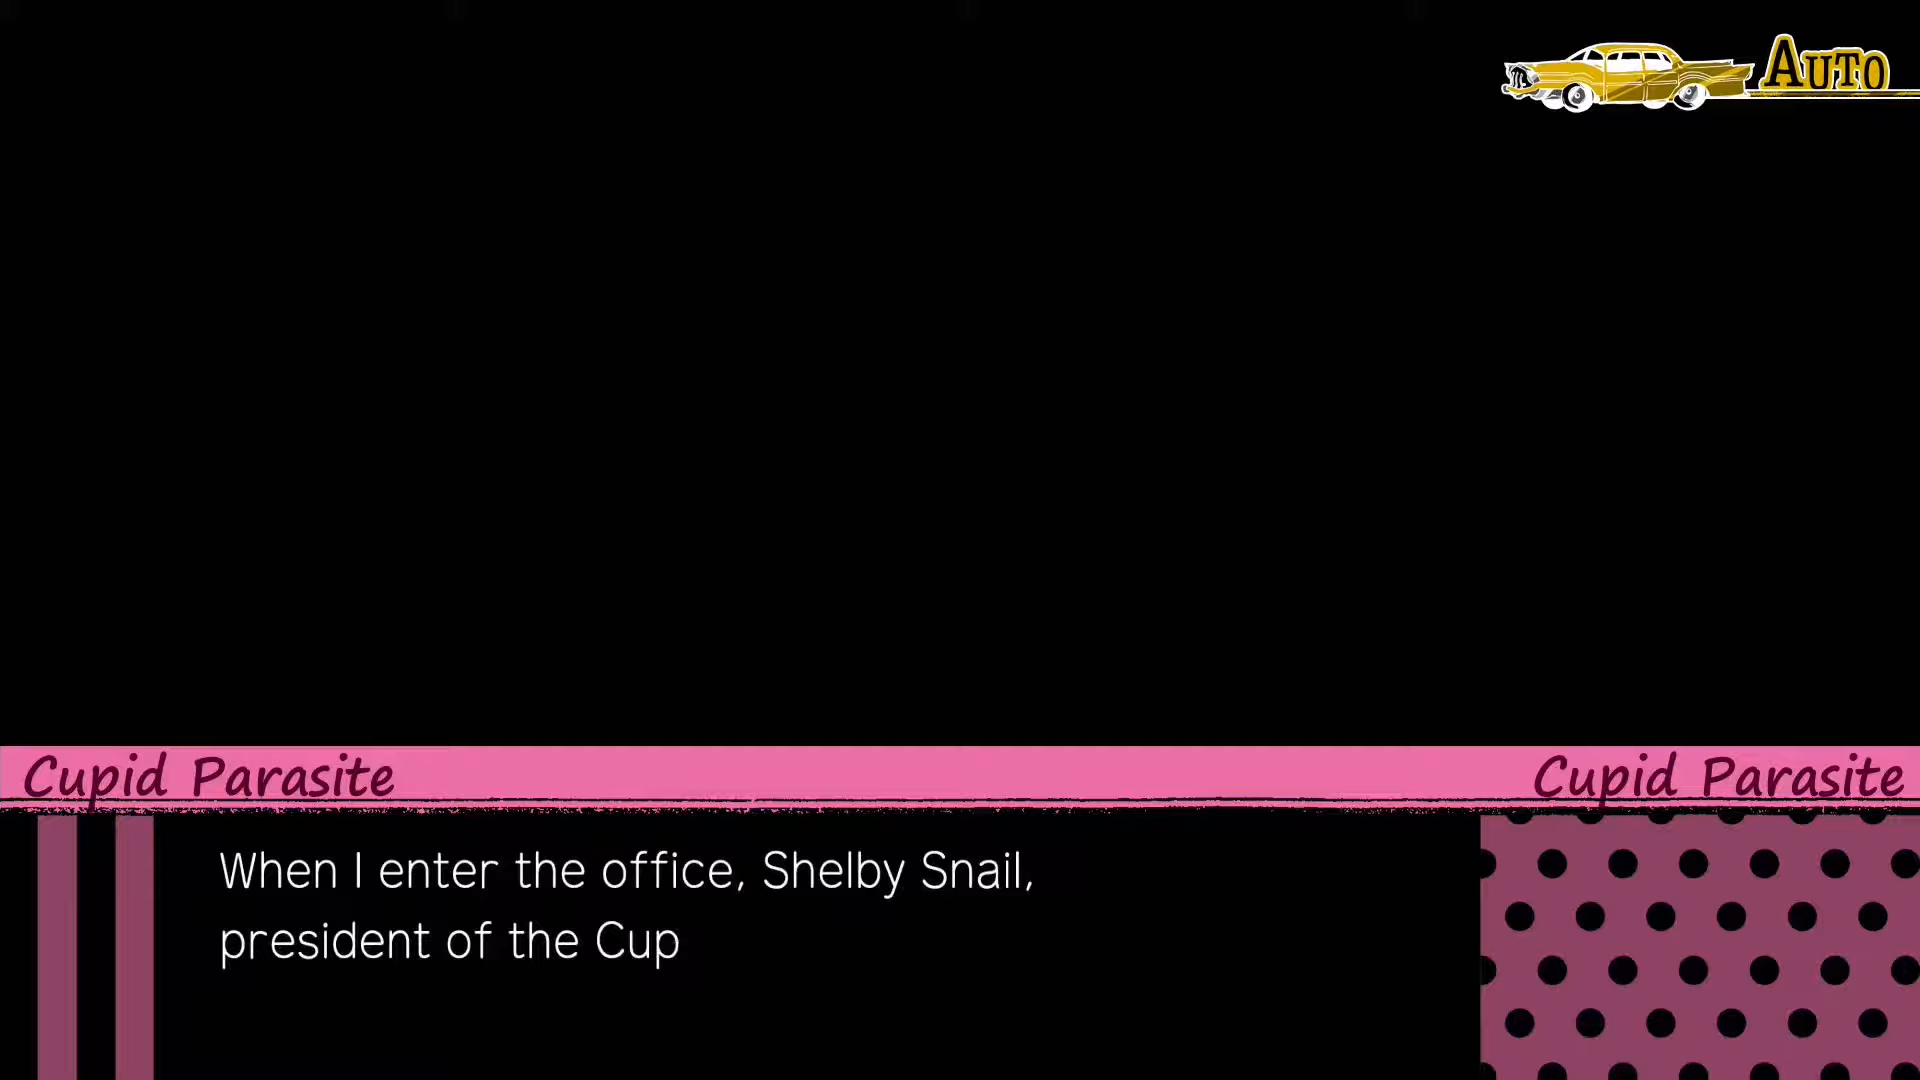 AUTO
Cupid Parasite
Cupid Parasite
When I enter the office, Shelby Snail,
president of the Cup